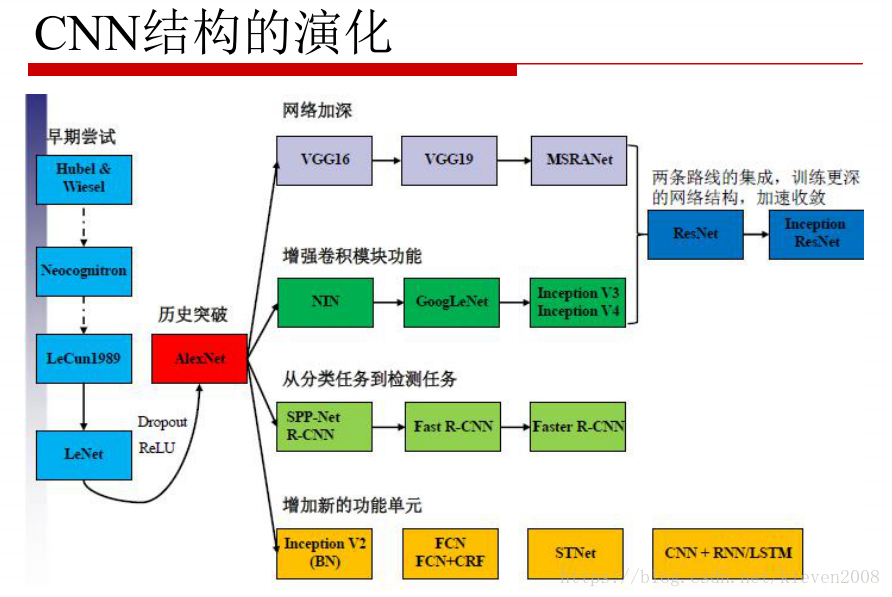 CNN结构的演化
早期尝试
Hubel &
Wiesel
Neocognitron
LeCun1989
LeNet
Dropout
ReLU
历史突破
AlexNet
网络加深
VGG16
VGG19
MSRANet
增强卷积模块功能
NIN
GoogLeNet
Inception V3
Inception V4
两条路线的集成，训练更深
的网络结构，加速收敛
ResNet
Inception
ResNet
从分类任务到检测任务
SPP-Net
R-CNN
Fast R-CNN
Faster R-CNN
增加新的功能单元
Inception V2
(BN)
FCN
FCN+CRF
STNet
CNN + RNN/LSTM
https://blog.csdn.net/kieven2008